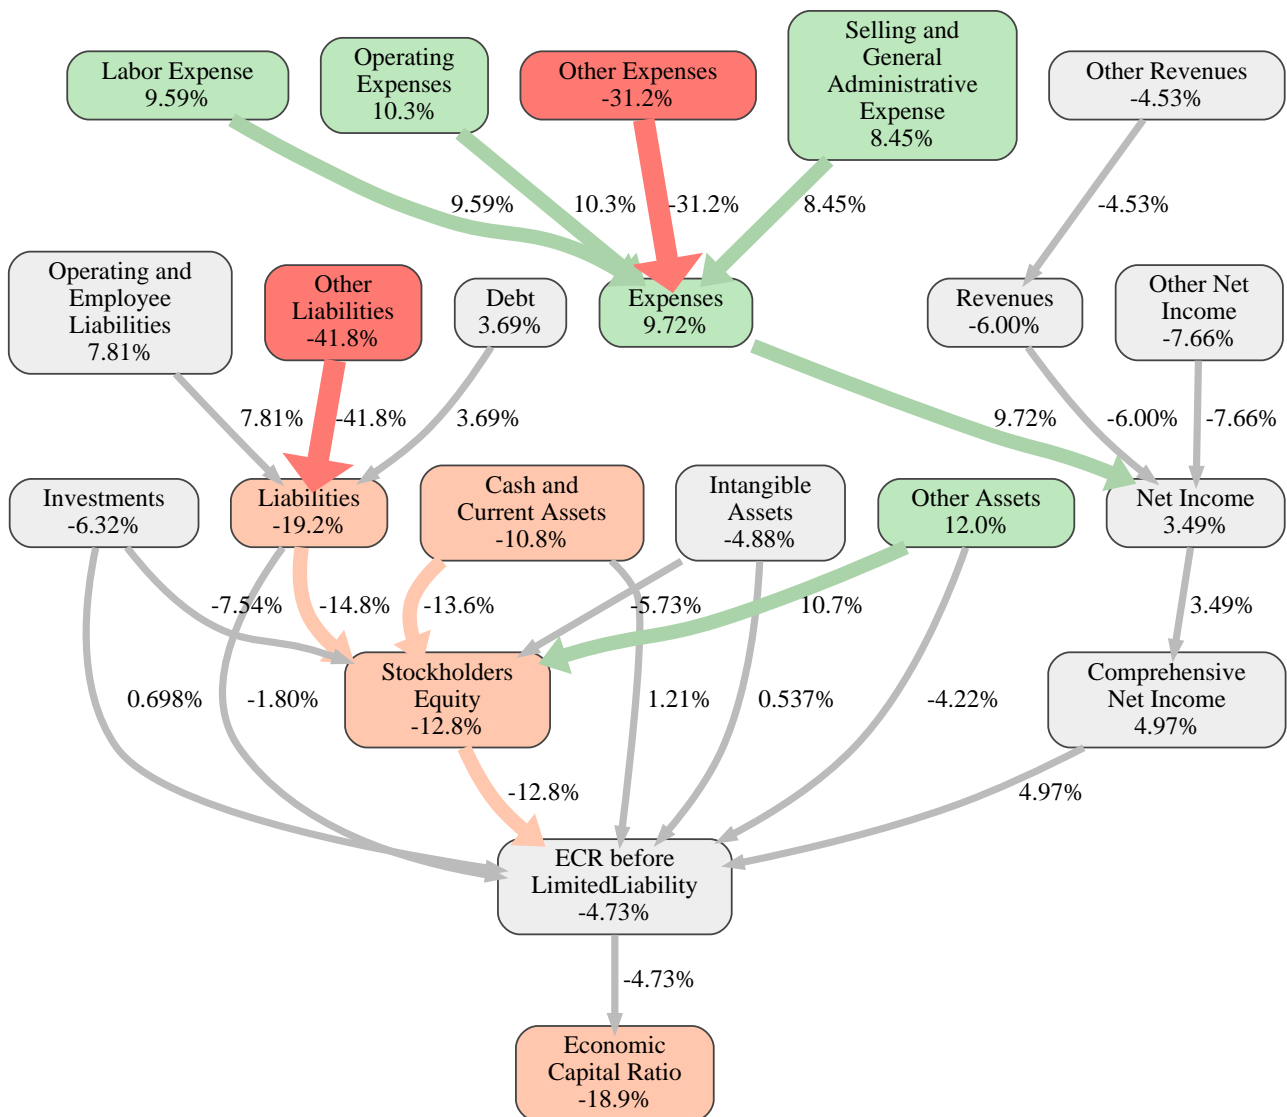 Labor Expense
9.59%
Operating
Expenses
10.3%
Other Expenses
-31.2%
Selling and
General
Administrative
Expense
8.45%
Other Revenues
-4.53%
9.59%
10.3%
-31.2%
8.45%
-4.53%
Operating and
Employee
Liabilities
7.81%
Other
Liabilities
-41.8%
Debt
3.69%
Expenses
9.72%
Revenues
-6.00%
Other Net
Income
-7.66%
7.81%
-41.8%
3.69%
9.72%
-6.00%
-7.66%
Investments
-6.32%
Liabilities
-19.2%
Cash and
Current Assets
-10.8%
Intangible
Assets
-4.88%
Other Assets
12.0%
Net Income
3.49%
-7.54%
-14.8%
-13.6%
-5.73%
10.7%
3.49%
0.698%
-1.80%
Stockholders
Equity
-12.8%
1.21%
0.537%
-4.22%
Comprehensive
Net Income
4.97%
-12.8%
4.97%
ECR before
LimitedLiability
-4.73%
-4.73%
Economic
Capital Ratio
-18.9%